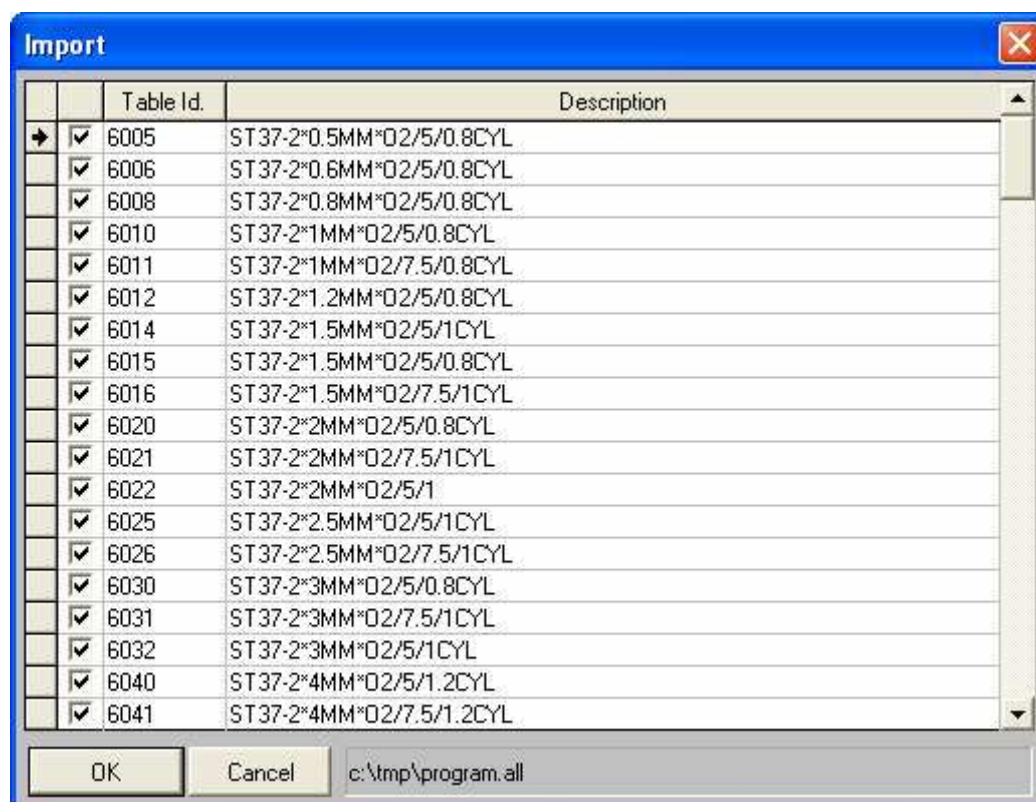 Import
Table Id. Description
6005 ST37-2*0.5MM*O2/5/0.8CYL
6006 ST37-2*0.6MM*O2/5/0.8CYL
6008 ST37-2*0.8MM*O2/5/0.8CYL
6010 ST37-2*1MM*O2/5/0.8CYL
6011 ST37-2*1MM*O2/7.5/0.8CYL
6012 ST37-2*1.2MM*O2/5/0.8CYL
6014 ST37-2*1.5MM*O2/5/1CYL
6015 ST37-2*1.5MM*O2/5/0.8CYL
6016 ST37-2*1.5MM*O2/7.5/1CYL
6020 ST37-2*2MM*O2/5/0.8CYL
6021 ST37-2*2MM*O2/7.5/1CYL
6022 ST37-2*2MM*O2/5/1
6025 ST37-2*2.5MM*O2/5/1CYL
6026 ST37-2*2.5MM*O2/7.5/1CYL
6030 ST37-2*3MM*O2/5/0.8CYL
6031 ST37-2*3MM*O2/7.5/1CYL
6032 ST37-2*3MM*O2/5/1CYL
6040 ST37-2*4MM*O2/5/1.2CYL
6041 ST37-2*4MM*O2/7.5/1.2CYL
OK Cancel c:\tmp\program.all